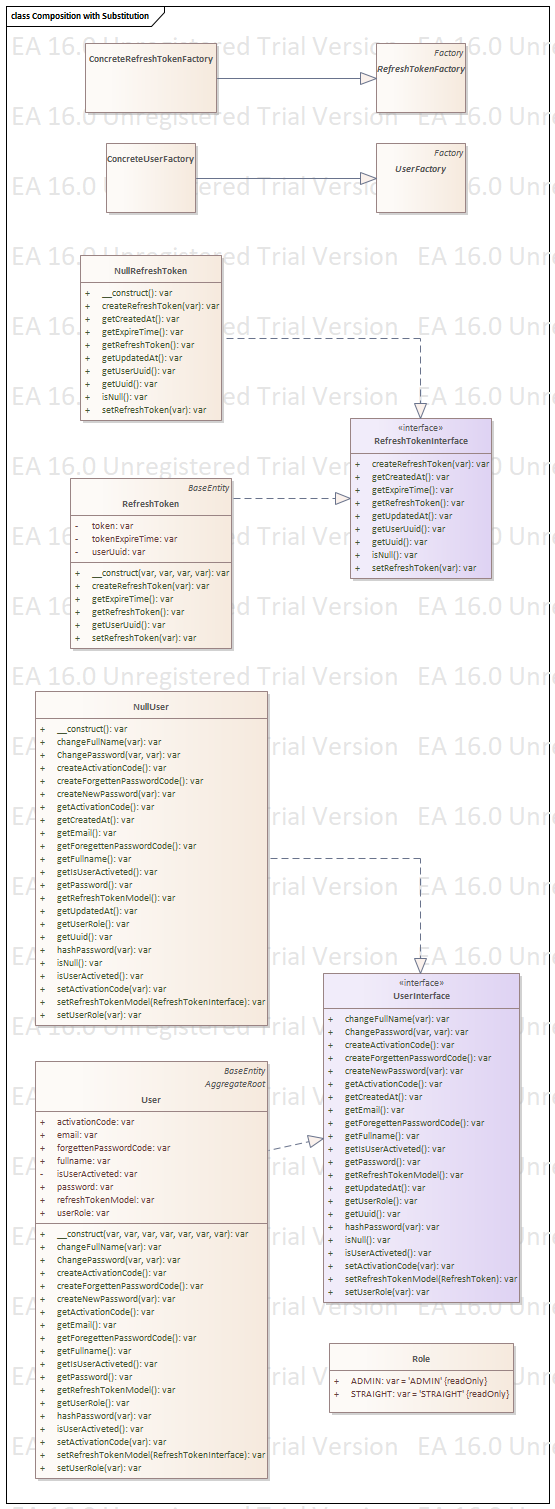 class Composition with Substitution
EA 16.0 Unregistered Trial Version EA 16.0 Unre
ConcreteRefreshTokenFactory
Factory
RefreshTokenFactory
ConcreteUserFactory
Factory
UserFactory
NullRefreshToken
+ __construct(): var
+ createRefreshToken(var): var
+ getCreatedAt(): var
+ getExpireTime(): var
+ getRefreshToken(): var
+ getUpdatedAt(): var
+ getUserUuid(): var
+ getUuid(): var
+ isNull(): var
+ setRefreshToken(var): var
«interface»
RefreshTokenInterface
+ createRefreshToken(var): var
+ getCreatedAt(): var
+ getExpireTime(): var
+ getRefreshToken(): var
+ getUpdatedAt(): var
+ getUserUuid(): var
+ getUuid(): var
+ isNull(): var
+ setRefreshToken(var): var
BaseEntity
RefreshToken
- token: var
- tokenExpireTime: var
- userUuid: var
+ __construct(var, var, var, var): var
+ createRefreshToken(var): var
+ getExpireTime(): var
+ getRefreshToken(): var
+ getUserUuid(): var
+ setRefreshToken(var): var
NullUser
+ __construct(): var
+ changeFullName(var): var
+ ChangePassword(var, var): var
+ createActivationCode(): var
+ createForgettenPasswordCode(): var
+ createNewPassword(var): var
+ getActivationCode(): var
+ getCreatedAt(): var
+ getEmail(): var
+ getForegettenPasswordCode(): var
+ getFullname(): var
+ getIsUserActiveted(): var
+ getPassword(): var
+ getRefreshTokenModel(): var
+ getUpdatedAt(): var
+ getUserRole(): var
+ getUuid(): var
+ hashPassword(var): var
+ isNull(): var
+ isUserActiveted(): var
+ setActivationCode(var): var
+ setRefreshTokenModel(RefreshTokenInterface): var
+ setUserRole(var): var
«interface»
UserInterface
+ changeFullName(var): var
+ ChangePassword(var, var): var
+ createActivationCode(): var
+ createForgettenPasswordCode(): var
+ createNewPassword(var): var
+ getActivationCode(): var
+ getCreatedAt(): var
+ getEmail(): var
+ getForegettenPasswordCode(): var
+ getFullname(): var
+ getIsUserActiveted(): var
+ getPassword(): var
+ getRefreshTokenModel(): var
+ getUpdatedAt(): var
+ getUserRole(): var
+ getUuid(): var
+ hashPassword(var): var
+ isNull(): var
+ isUserActiveted(): var
+ setActivationCode(var): var
+ setRefreshTokenModel(RefreshToken): var
+ setUserRole(var): var
BaseEntity
AggregateRoot
User
+ activationCode: var
+ email: var
+ forgettenPasswordCode: var
+ fullname: var
- isUserActiveted: var
+ password: var
+ refreshTokenModel: var
+ userRole: var
+ __construct(var, var, var, var, var, var, var): var
+ changeFullName(var): var
+ ChangePassword(var, var): var
+ createActivationCode(): var
+ createForgettenPasswordCode(): var
+ createNewPassword(var): var
+ getActivationCode(): var
+ getEmail(): var
+ getForegettenPasswordCode(): var
+ getFullname(): var
+ getIsUserActiveted(): var
+ getPassword(): var
+ getRefreshTokenModel(): var
+ getUserRole(): var
+ hashPassword(var): var
+ isUserActiveted(): var
+ setActivationCode(var): var
+ setRefreshTokenModel(RefreshTokenInterface): var
+ setUserRole(var): var
Role
+ ADMIN: var = 'ADMIN' {readOnly}
+ STRAIGHT: var = 'STRAIGHT' {readOnly}